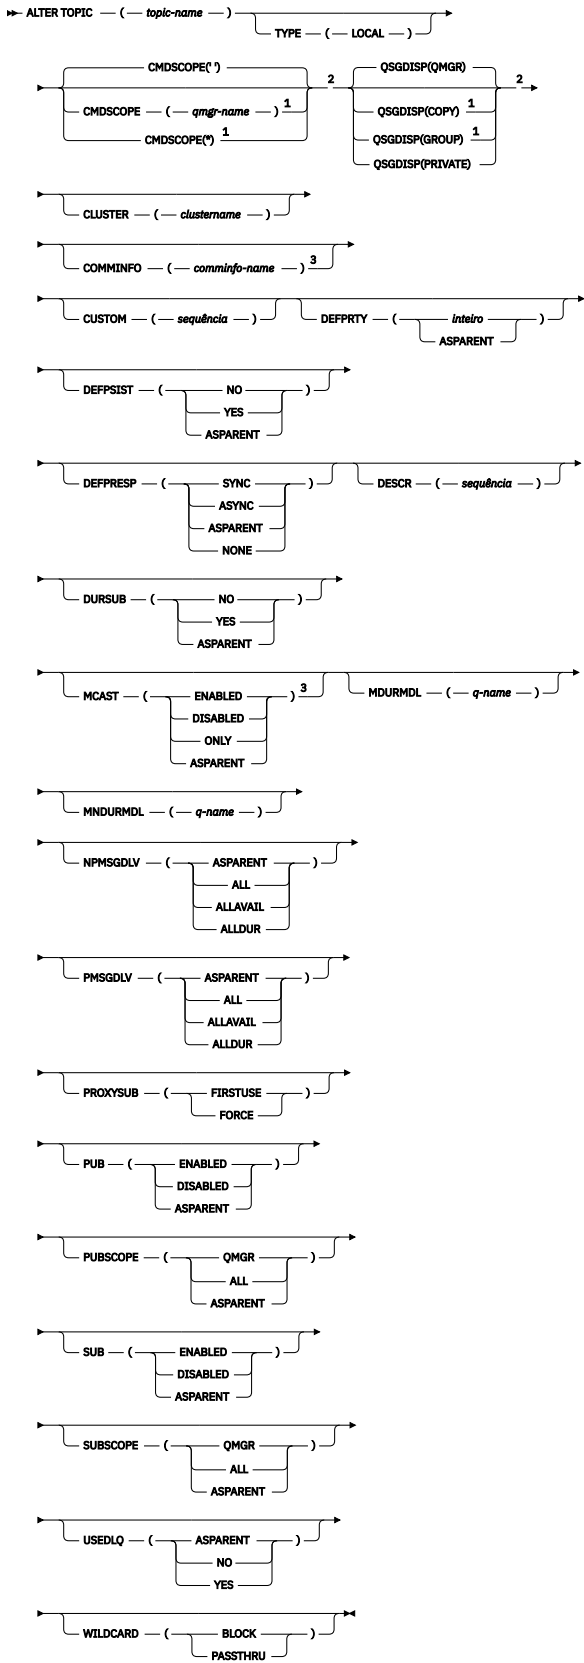 ALTER TOPIC ( topic-name )
TYPE ( LOCAL )
CMDSCOPE(' ')
CMDSCOPE ( qmgr-name ) 1
CMDSCOPE(*) 1
2
QSGDISP(QMGR)
QSGDISP(COPY) 1
QSGDISP(GROUP) 1
QSGDISP(PRIVATE)
2
CLUSTER ( clustername )
COMMINFO ( comminfo-name ) 3
CUSTOM ( sequência )
DEFPRTY ( inteiro )
ASPARENT
DEFPSIST ( NO )
YES
ASPARENT
DEFPRESP ( SYNC )
ASYNC
ASPARENT
NONE
DESCR ( sequência )
DURSUB ( NO )
YES
ASPARENT
MCAST ( ENABLED ) 3
DISABLED
ONLY
ASPARENT
MDURMDL ( q-name )
MNDURMDL ( q-name )
NPMSGDLV ( ASPARENT )
ALL
ALLAVAIL
ALLDUR
PMSGDLV ( ASPARENT )
ALL
ALLAVAIL
ALLDUR
PROXYSUB ( FIRSTUSE )
FORCE
PUB ( ENABLED )
DISABLED
ASPARENT
PUBSCOPE ( QMGR )
ALL
ASPARENT
SUB ( ENABLED )
DISABLED
ASPARENT
SUBSCOPE ( QMGR )
ALL
ASPARENT
USEDLQ ( ASPARENT )
NO
YES
WILDCARD ( BLOCK )
PASSTHRU